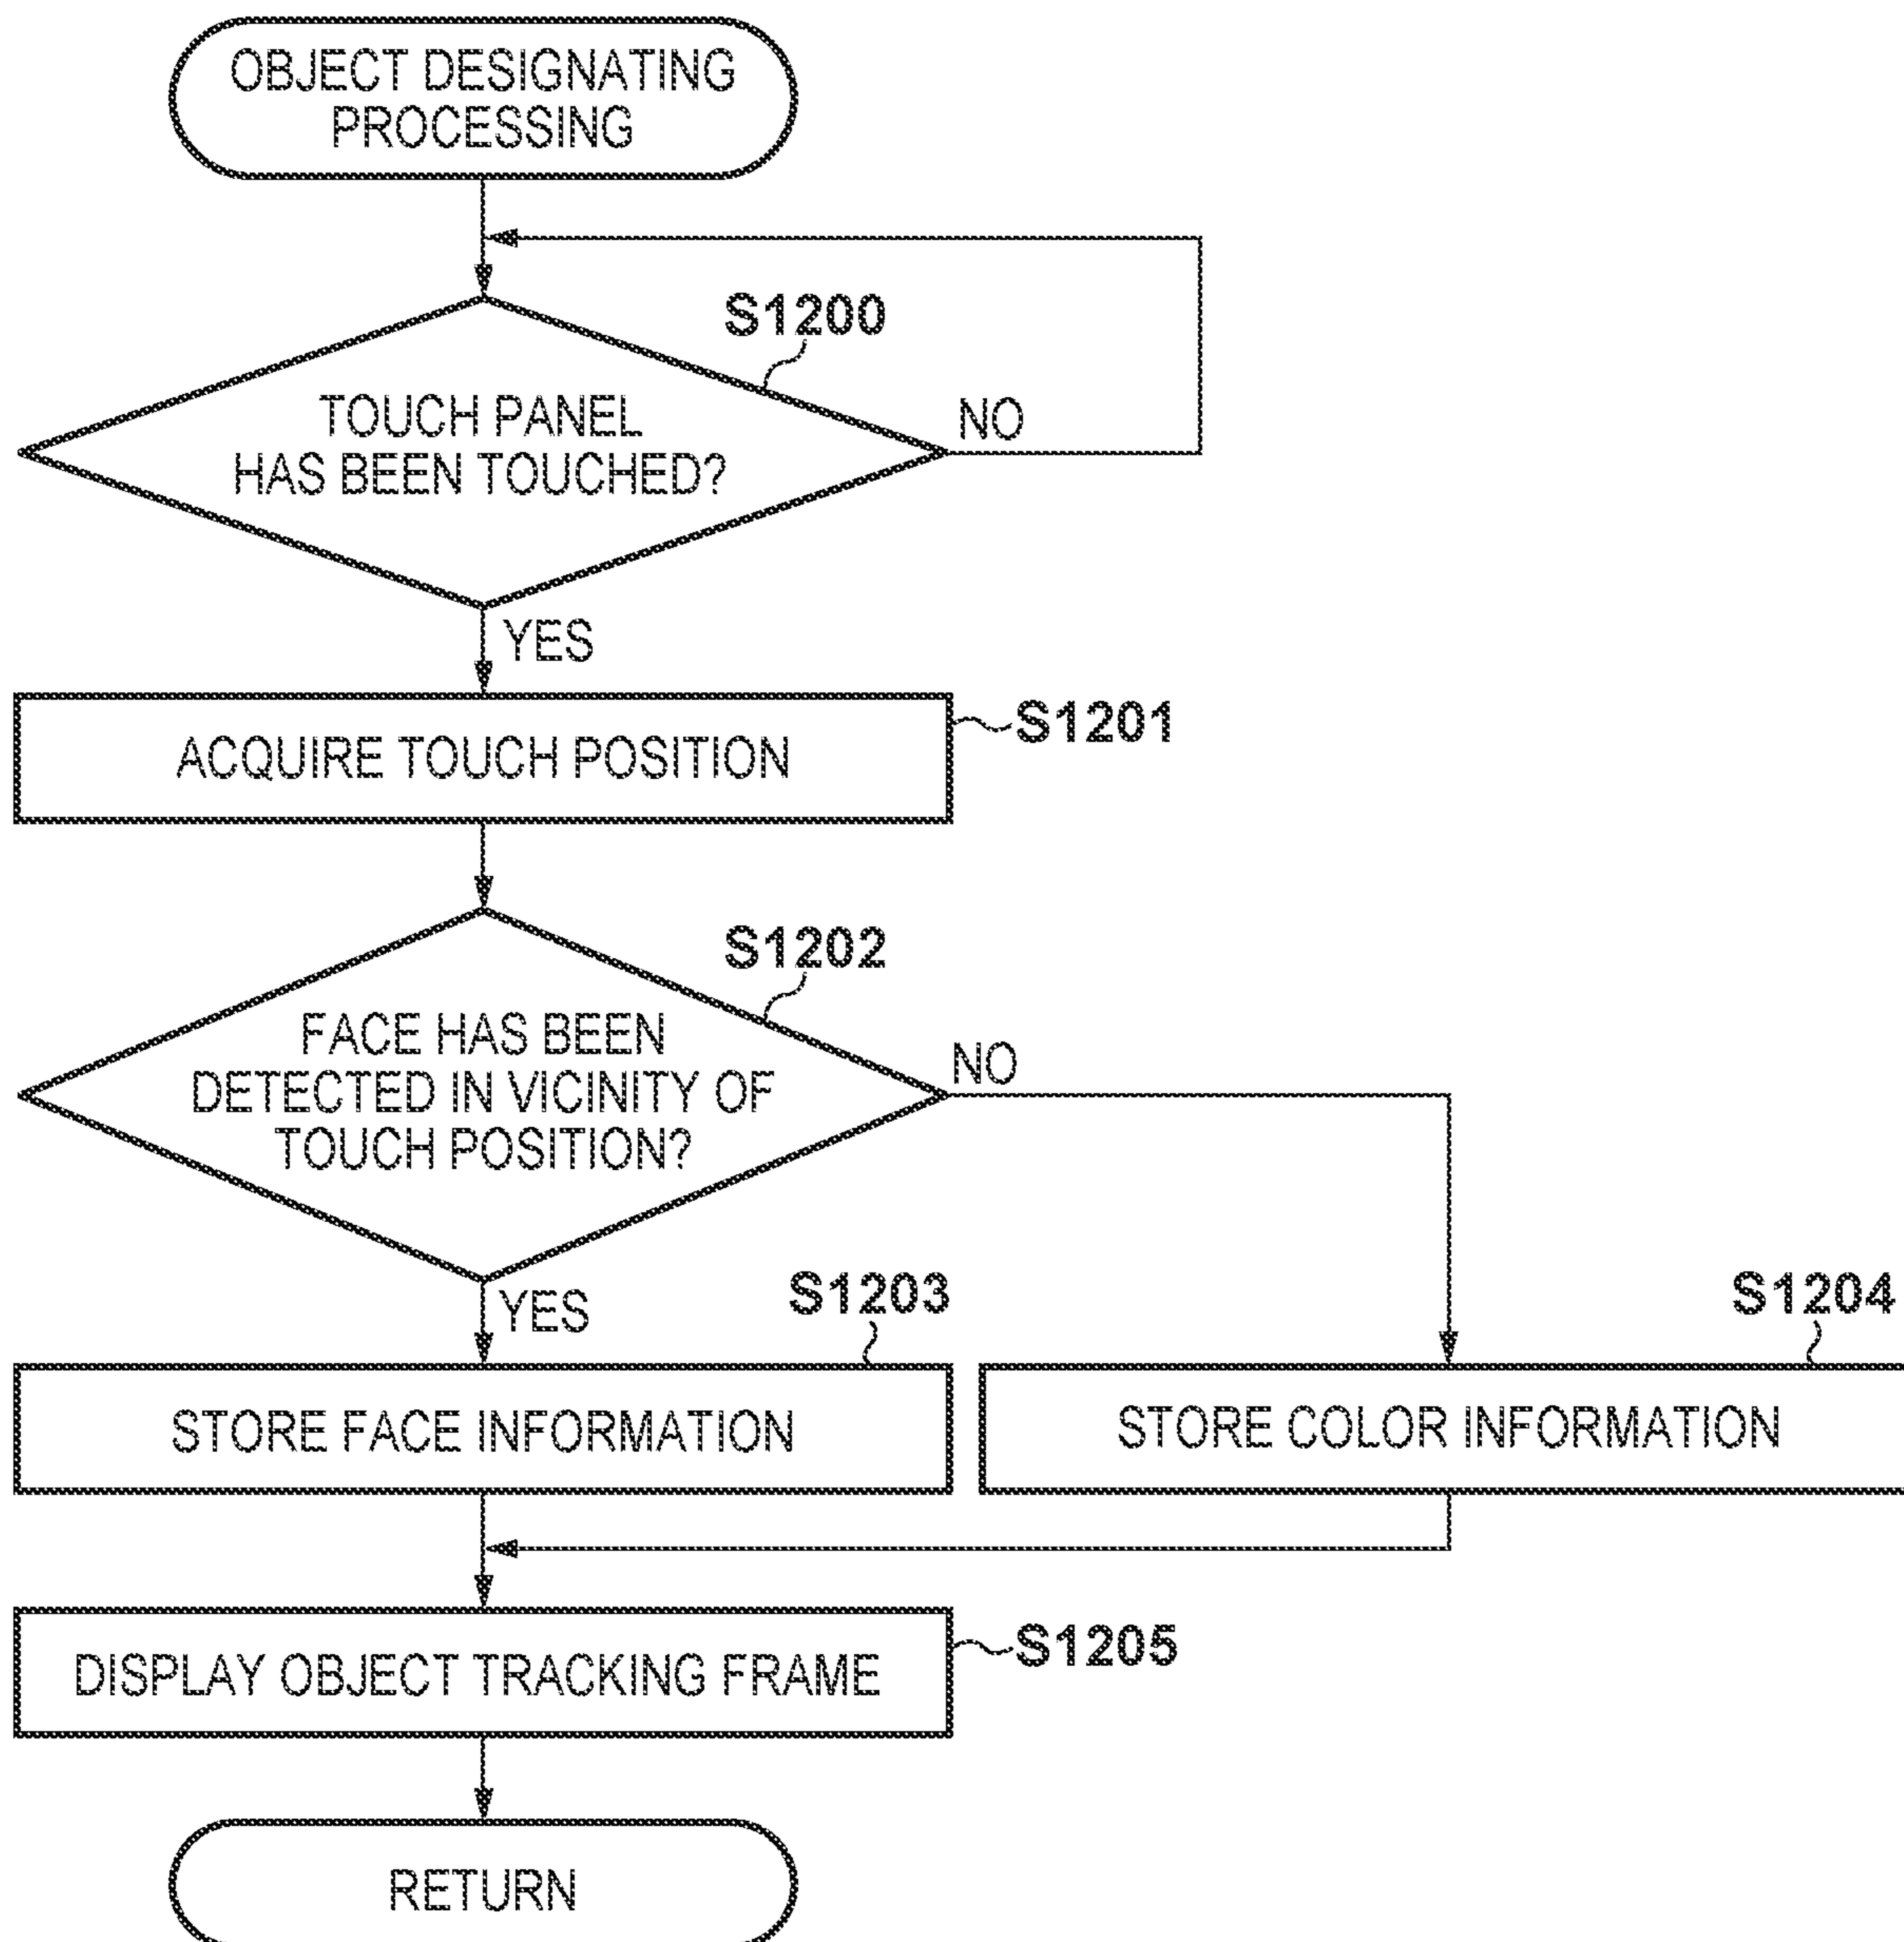 OBJECT DESIGNATING
PROCESSING
S1200
TOUCH PANEL
HAS BEEN TOUCHED?
NO
YES
S1201
ACQUIRE TOUCH POSITION
S1202
FACE HAS BEEN
DETECTED IN VICINITY OF
TOUCH POSITION?
NO
YES
S1203
S1204
STORE FACE INFORMATION
STORE COLOR INFORMATION
S1205
DISPLAY OBJECT TRACKING FRAME
RETURN